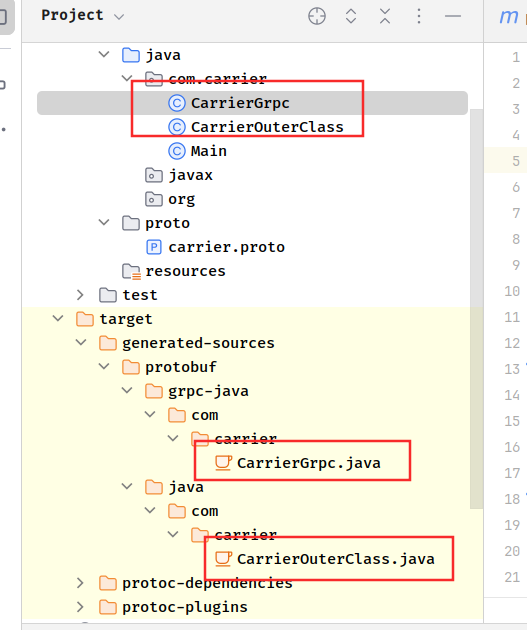 Project
java
com.carrier
CarrierGrpc
CarrierOuterClass
Main
javax
org
proto
carrier.proto
resources
test
target
generated-sources
protobuf
grpc-java
com
carrier
CarrierGrpc.java
java
com
carrier
CarrierOuterClass.java
protoc-dependencies
protoc-plugins
m
1
2
3
4
5
6
7
8
9
10
11
12
13
14
15
16
17
18
19
20
21